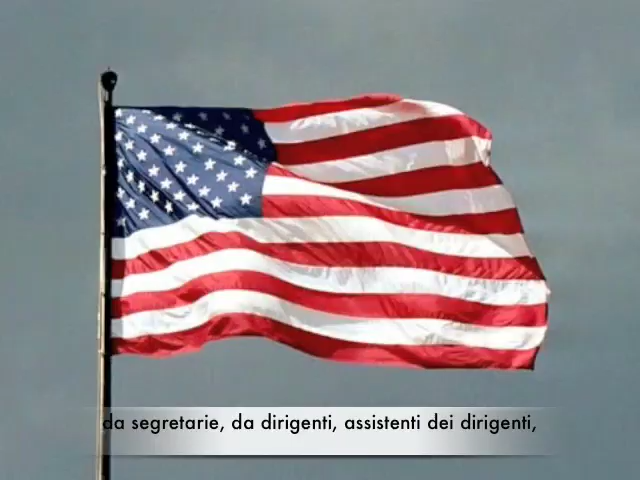 da segretarie, da dirigenti, assistenti dei dirigenti,